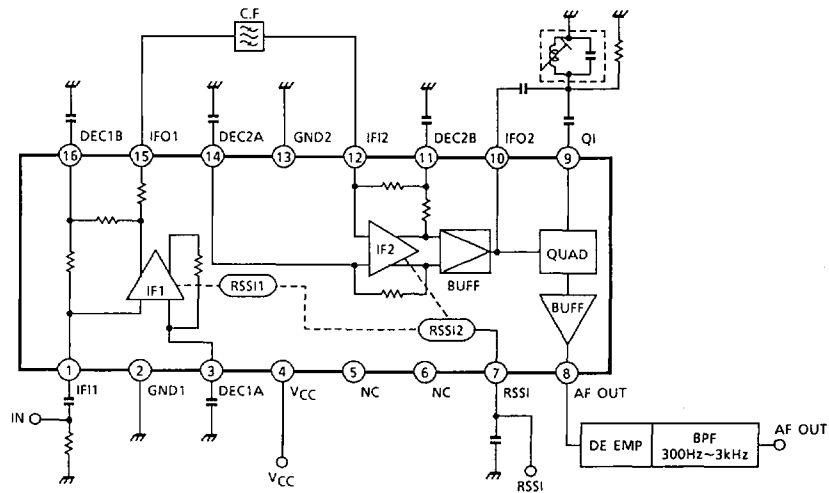 C.F
DEC1B
IFO1
DEC2A
GND2
IFI2
DEC2B
IFO2
QI
16
15
14
13
12
11
10
9
IF1
RSSI1
IF2
BUFF
QUAD
BUFF
RSSI2
1
2
3
4
5
6
7
8
IFI1
GND1
DEC1A
VCC
NC
NC
RSSI
AF OUT
IN
VCC
RSSI
DE EMP
BPF
300Hz~3kHz
AF OUT